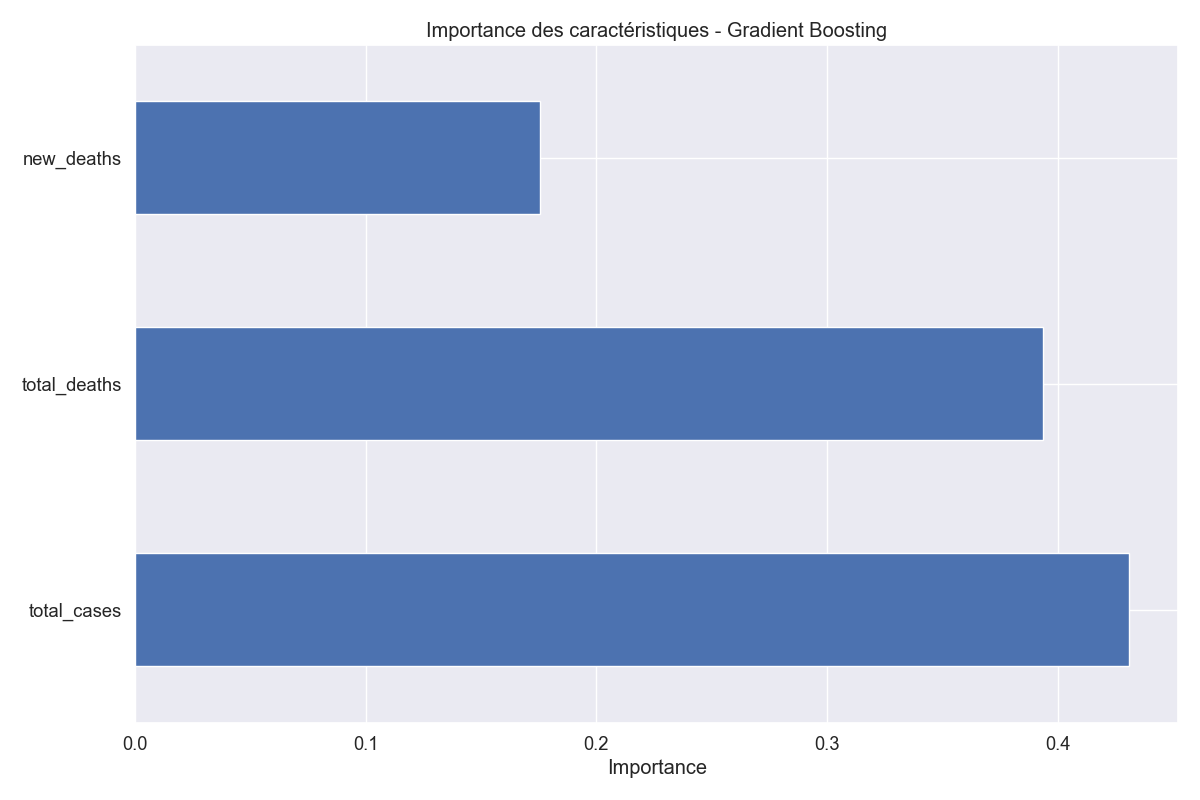 Importance des caractéristiques - Gradient Boosting
new_deaths
total_deaths
total_cases
0.0 0.1 0.2 0.3 0.4
Importance